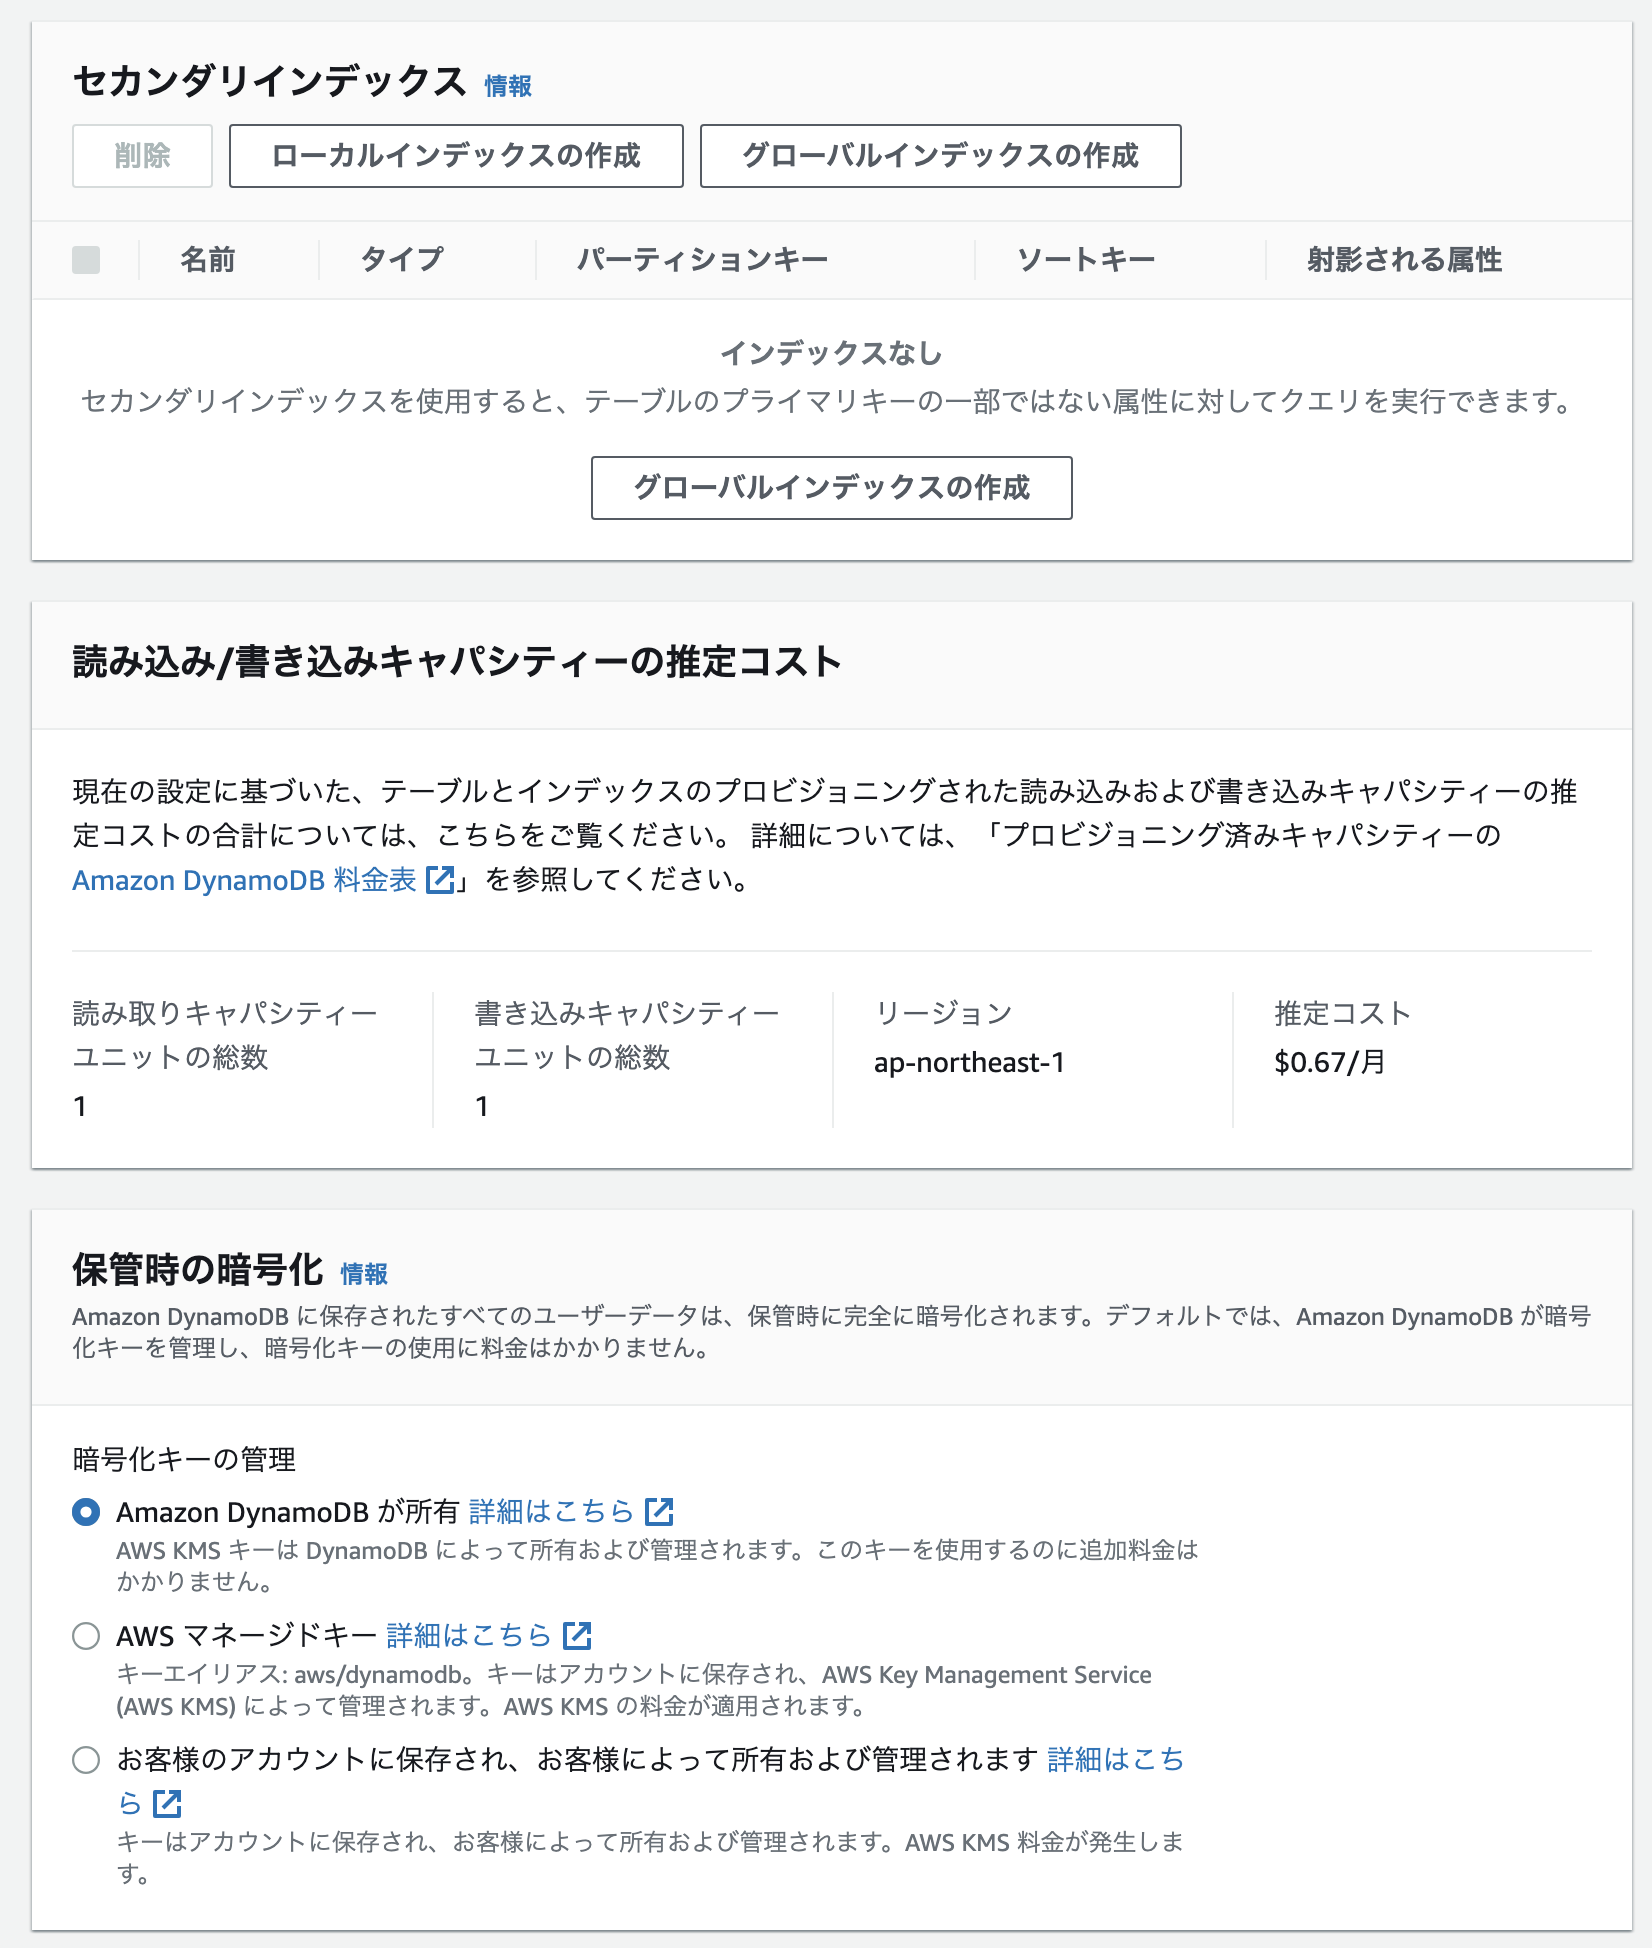 セカンダリインデックス 情報
削除 ローカルインデックスの作成 グローバルインデックスの作成
名前 タイプ パーティションキー ソートキー 射影される属性
インデックスなし
セカンダリインデックスを使用すると、テーブルのプライマリキーの一部ではない属性に対してクエリを実行できます。
グローバルインデックスの作成
読み込み/書き込みキャパシティーの推定コスト
現在の設定に基づいた、テーブルとインデックスのプロビジョニングされた読み込みおよび書き込みキャパシティーの推
定コストの合計については、こちらをご覧ください。 詳細については、「プロビジョニング済みキャパシティーの
Amazon DynamoDB 料金表」を参照してください。
読み取りキャパシティー
ユニットの総数
1
書き込みキャパシティー
ユニットの総数
1
リージョン
ap-northeast-1
推定コスト
$0.67/月
保管時の暗号化 情報
Amazon DynamoDB に保存されたすべてのユーザーデータは、保管時に完全に暗号化されます。デフォルトでは、Amazon DynamoDB が暗号
化キーを管理し、暗号化キーの使用に料金はかかりません。
暗号化キーの管理
Amazon DynamoDB が所有 詳細はこちら
AWS KMS キーは DynamoDB によって所有および管理されます。このキーを使用するのに追加料金は
かかりません。
AWS マネージドキー 詳細はこちら
キーエイリアス: aws/dynamodb。キーはアカウントに保存され、AWS Key Management Service
(AWS KMS) によって管理されます。AWS KMS の料金が適用されます。
お客様のアカウントに保存され、お客様によって所有および管理されます 詳細はこち
ら
キーはアカウントに保存され、お客様によって所有および管理されます。AWS KMS 料金が発生しま
す。